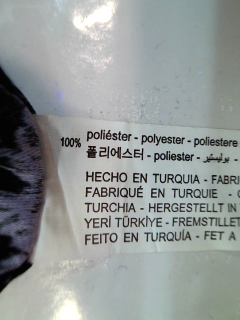 100% poliéster - polyester - poliestere
폴리에스터 - poliester - بوليستير -
HECHO EN TURQUIA - FABRI
FABRIQUÉ EN TURQUIE -
TURCHIA - HERGESTELLT IN
YERİ TÜRKİYE - FREMSTILLET
FEITO EN TURQUÍA - FET A